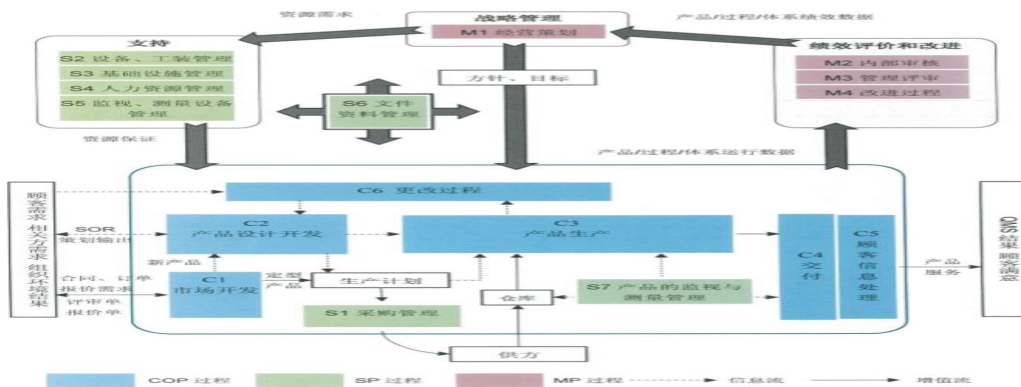 资源需求
战略管理
产品/过程/体系绩效数据
M1 经营策划
支持
绩效评价和改进
S2 设备、工装管理
S3 基础设施管理
S4 人力资源管理
S5 监视、测量设备
管理
M2 内部审核
M3 管理评审
M4 改进过程
方针、目标
S6 文件
资料管理
资源保证
产品/过程/体系运行数据
C6 更改过程
顾客需求 相关方需求 组织环境结果
SOR
策划输出
C2
产品设计开发
C3
产品生产
C4 交付
C5 顾客信息处理
QMS结果 顾客满意
新产品
产品
服务
合同、订单
报价需求
评审单
报价单
C1
市场开发
定型
产品
生产计划
仓库
S7 产品的监视与
测量管理
S1 采购管理
供方
COP 过程
SP 过程
MP 过程
信息流
增值流